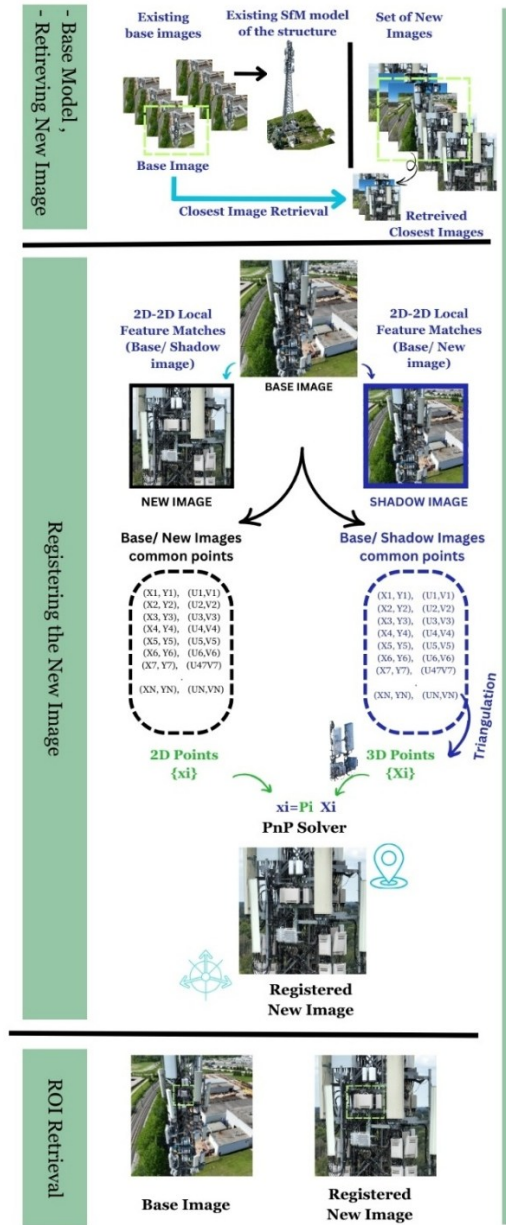 - Base Model ,
- Retireving New Image
Existing
base images
Existing SfM model
of the structure
Set of New
Images
Base Image
Closest Image Retrieval
Retreived
Closest Images
Registering the New Image
2D-2D Local
Feature Matches
(Base/ Shadow
image)
2D-2D Local
Feature Matches
(Base/ New
image)
BASE IMAGE
NEW IMAGE
SHADOW IMAGE
Base/ New Images
common points
(X1, Y1), (U1,V1)
(X2, Y2), (U2,V2)
(X3, Y3), (U3,V3)
(X4, Y4), (U4,V4)
(X5, Y5), (U5,V5)
(X6, Y6), (U6,V6)
(X7, Y7), (U47V7)
.
(XN, YN), (UN,VN)
Base/ Shadow Images
common points
(X1, Y1), (U1,V1)
(X2, Y2), (U2,V2)
(X3, Y3), (U3,V3)
(X4, Y4), (U4,V4)
(X5, Y5), (U5,V5)
(X6, Y6), (U6,V6)
(X7, Y7), (U47V7)
.
(XN, YN), (UN,VN)
Triangulation
2D Points
{xi}
3D Points
{Xi}
xi=Pi Xi
PnP Solver
Registered
New Image
ROI Retrieval
Base Image
Registered
New Image